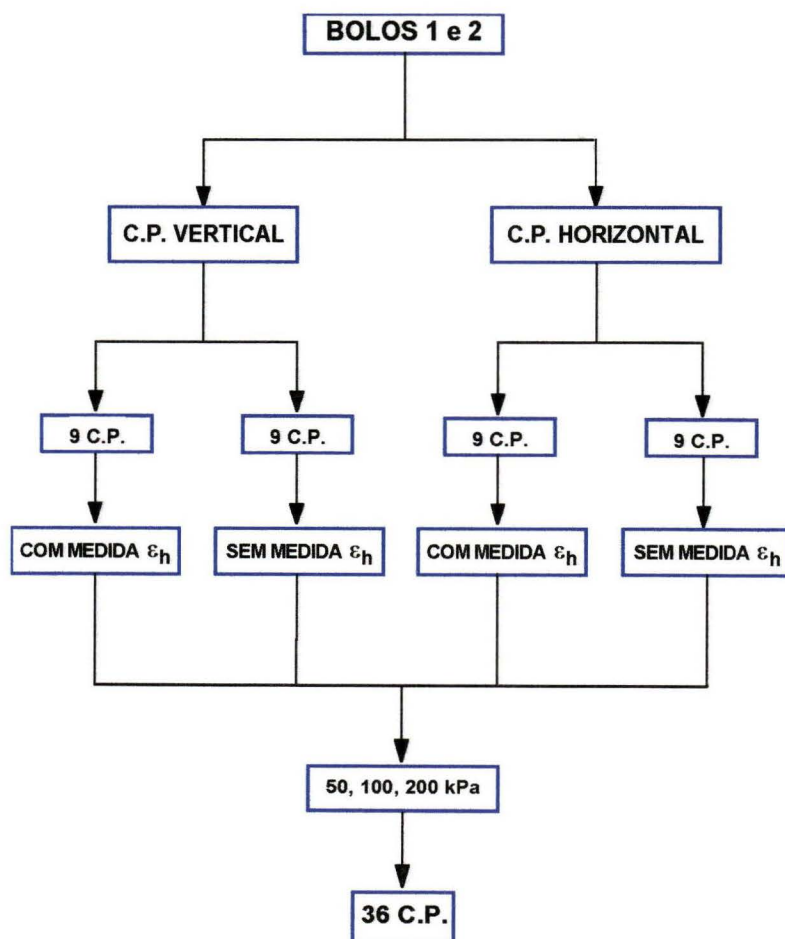 BOLOS 1 e 2
C.P. VERTICAL
C.P. HORIZONTAL
9 C.P.
9 C.P.
9 C.P.
9 C.P.
COM MEDIDA εh
SEM MEDIDA εh
COM MEDIDA εh
SEM MEDIDA εh
50, 100, 200 kPa
36 C.P.